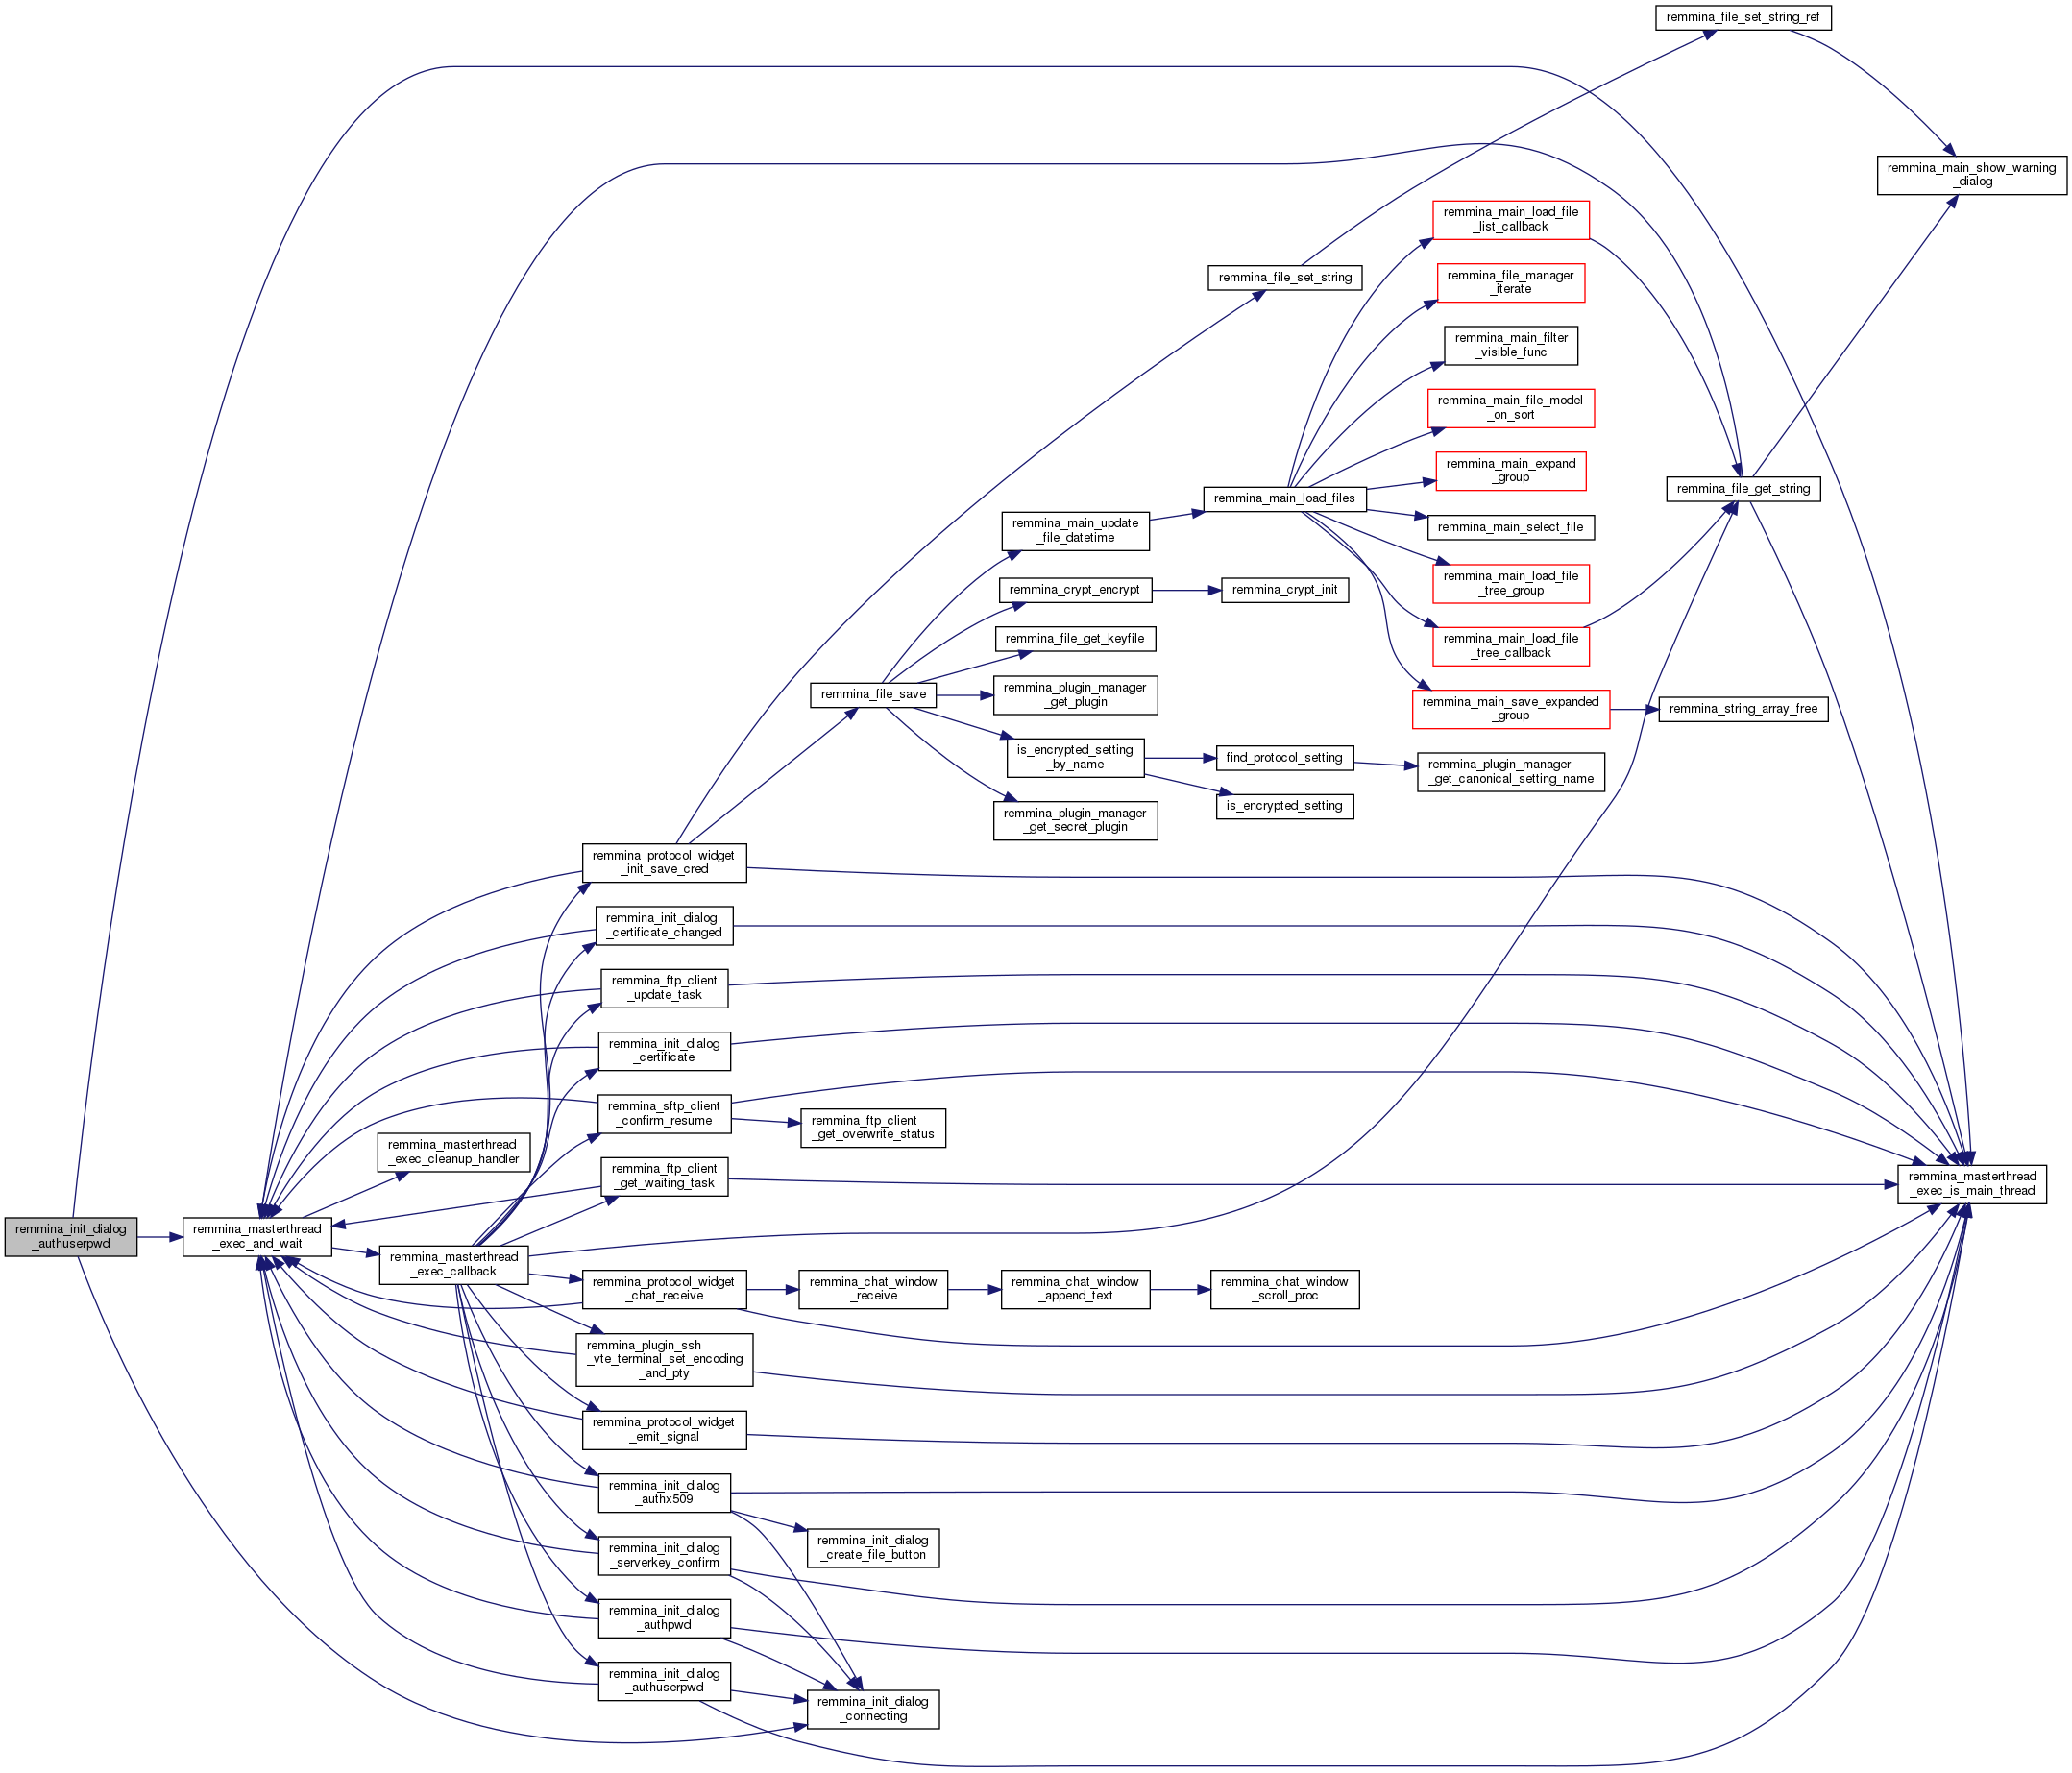 remmina_init_dialog
_authuserpwd
remmina_masterthread
_exec_and_wait
remmina_masterthread
_exec_cleanup_handler
remmina_masterthread
_exec_callback
remmina_protocol_widget
_init_save_cred
remmina_init_dialog
_certificate_changed
remmina_ftp_client
_update_task
remmina_init_dialog
_certificate
remmina_sftp_client
_confirm_resume
remmina_ftp_client
_get_waiting_task
remmina_protocol_widget
_chat_receive
remmina_plugin_ssh
_vte_terminal_set_encoding
_and_pty
remmina_protocol_widget
_emit_signal
remmina_init_dialog
_authx509
remmina_init_dialog
_serverkey_confirm
remmina_init_dialog
_authpwd
remmina_init_dialog
_authuserpwd
remmina_file_save
remmina_ftp_client
_get_overwrite_status
remmina_chat_window
_receive
remmina_init_dialog
_create_file_button
remmina_init_dialog
_connecting
remmina_main_update
_file_datetime
remmina_crypt_encrypt
remmina_file_get_keyfile
remmina_plugin_manager
_get_plugin
is_encrypted_setting
_by_name
remmina_plugin_manager
_get_secret_plugin
remmina_chat_window
_append_text
remmina_file_set_string
remmina_main_load_files
remmina_crypt_init
find_protocol_setting
is_encrypted_setting
remmina_chat_window
_scroll_proc
remmina_main_load_file
_list_callback
remmina_file_manager
_iterate
remmina_main_filter
_visible_func
remmina_main_file_model
_on_sort
remmina_main_expand
_group
remmina_main_select_file
remmina_main_load_file
_tree_group
remmina_main_load_file
_tree_callback
remmina_main_save_expanded
_group
remmina_plugin_manager
_get_canonical_setting_name
remmina_file_set_string_ref
remmina_file_get_string
remmina_string_array_free
remmina_main_show_warning
_dialog
remmina_masterthread
_exec_is_main_thread